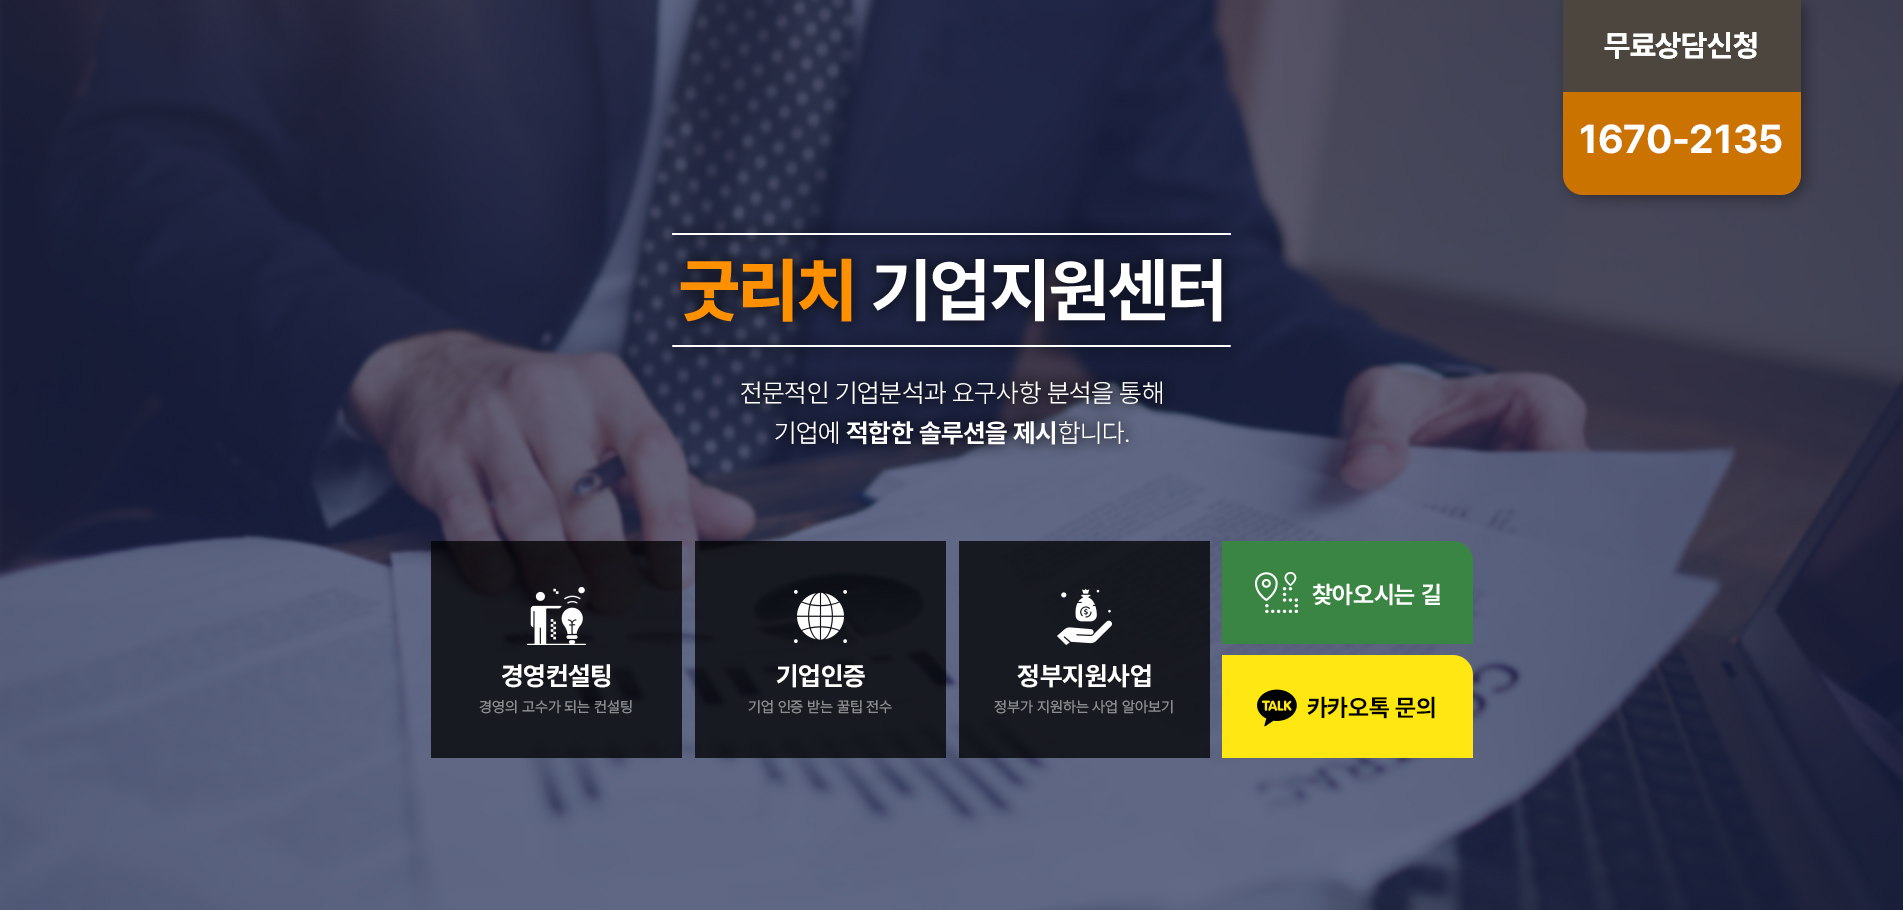 무료상담신청
1670-2135
굿리치 기업지원센터
전문적인 기업분석과 요구사항 분석을 통해
기업에 적합한 솔루션을 제시합니다.
경영컨설팅
경영의 고수가 되는 컨설팅
기업인증
기업 인증 받는 꿀팁 전수
정부지원사업
정부가 지원하는 사업 알아보기
찾아오시는 길
TALK
카카오톡 문의